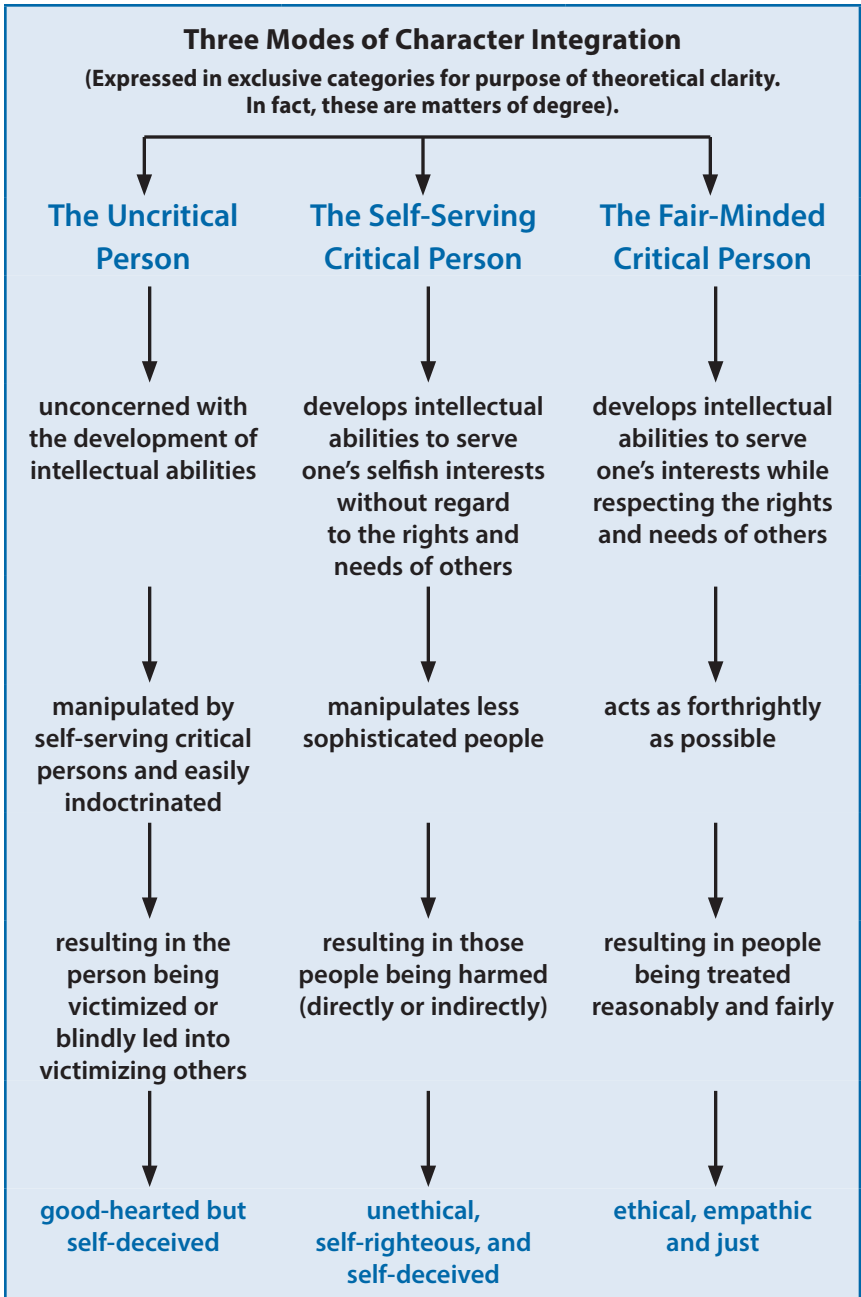 Three Modes of Character Integration
(Expressed in exclusive categories for purpose of theoretical clarity.
In fact, these are matters of degree).
The Uncritical
Person
unconcerned with
the development of
intellectual abilities
manipulated by
self-serving critical
persons and easily
indoctrinated
resulting in the
person being
victimized or
blindly led into
victimizing others
good-hearted but
self-deceived
The Self-Serving
Critical Person
develops intellectual
abilities to serve
one’s selfish interests
without regard
to the rights and
needs of others
manipulates less
sophisticated people
resulting in those
people being harmed
(directly or indirectly)
unethical,
self-righteous, and
self-deceived
The Fair-Minded
Critical Person
develops intellectual
abilities to serve
one’s interests while
respecting the rights
and needs of others
acts as forthrightly
as possible
resulting in people
being treated
reasonably and fairly
ethical, empathic
and just